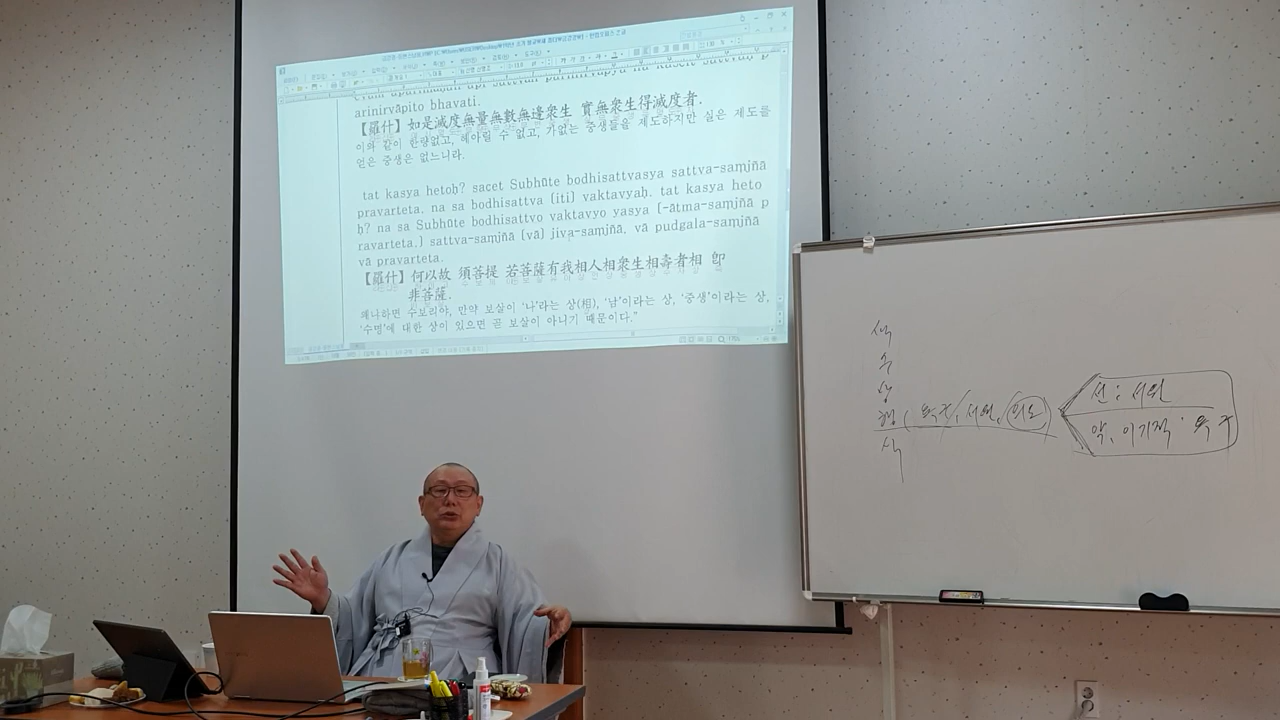 arinirvāpito bhavati.
【羅什】 如是滅度無量無數無邊衆生 實無衆生得滅度者.
이와 같이 한량없고, 헤아릴 수 없고, 가없는 중생들을 제도하지만 실은 제도를
얻은 중생은 없느니라.
tat kasya hetoḥ? sacet Subhūte bodhisattvasya sattva-saṃjñā
pravarteta, na sa bodhisattva (iti) vaktavyaḥ. tat kasya heto
ḥ? na sa Subhūte bodhisattvo vaktavyo yasya [-ātma-saṃjñā p
ravarteta.] sattva-saṃjñā (vā) jīva-saṃjñā. vā pudgala-saṃjñā
vā pravarteta.
【羅什】 何以故 須菩提 若菩薩有我相人相衆生相壽者相 卽
非菩薩.
왜냐하면 수보리야, 만약 보살이 '나'라는 상(相), '남'이라는 상, '중생'이라는 상,
'수명'에 대한 상이 있으면 곧 보살이 아니기 때문이다."
색
수
상
행 ( 욕구, 서원, 의도 )
식
선 : 서원
악, 이기적 욕구